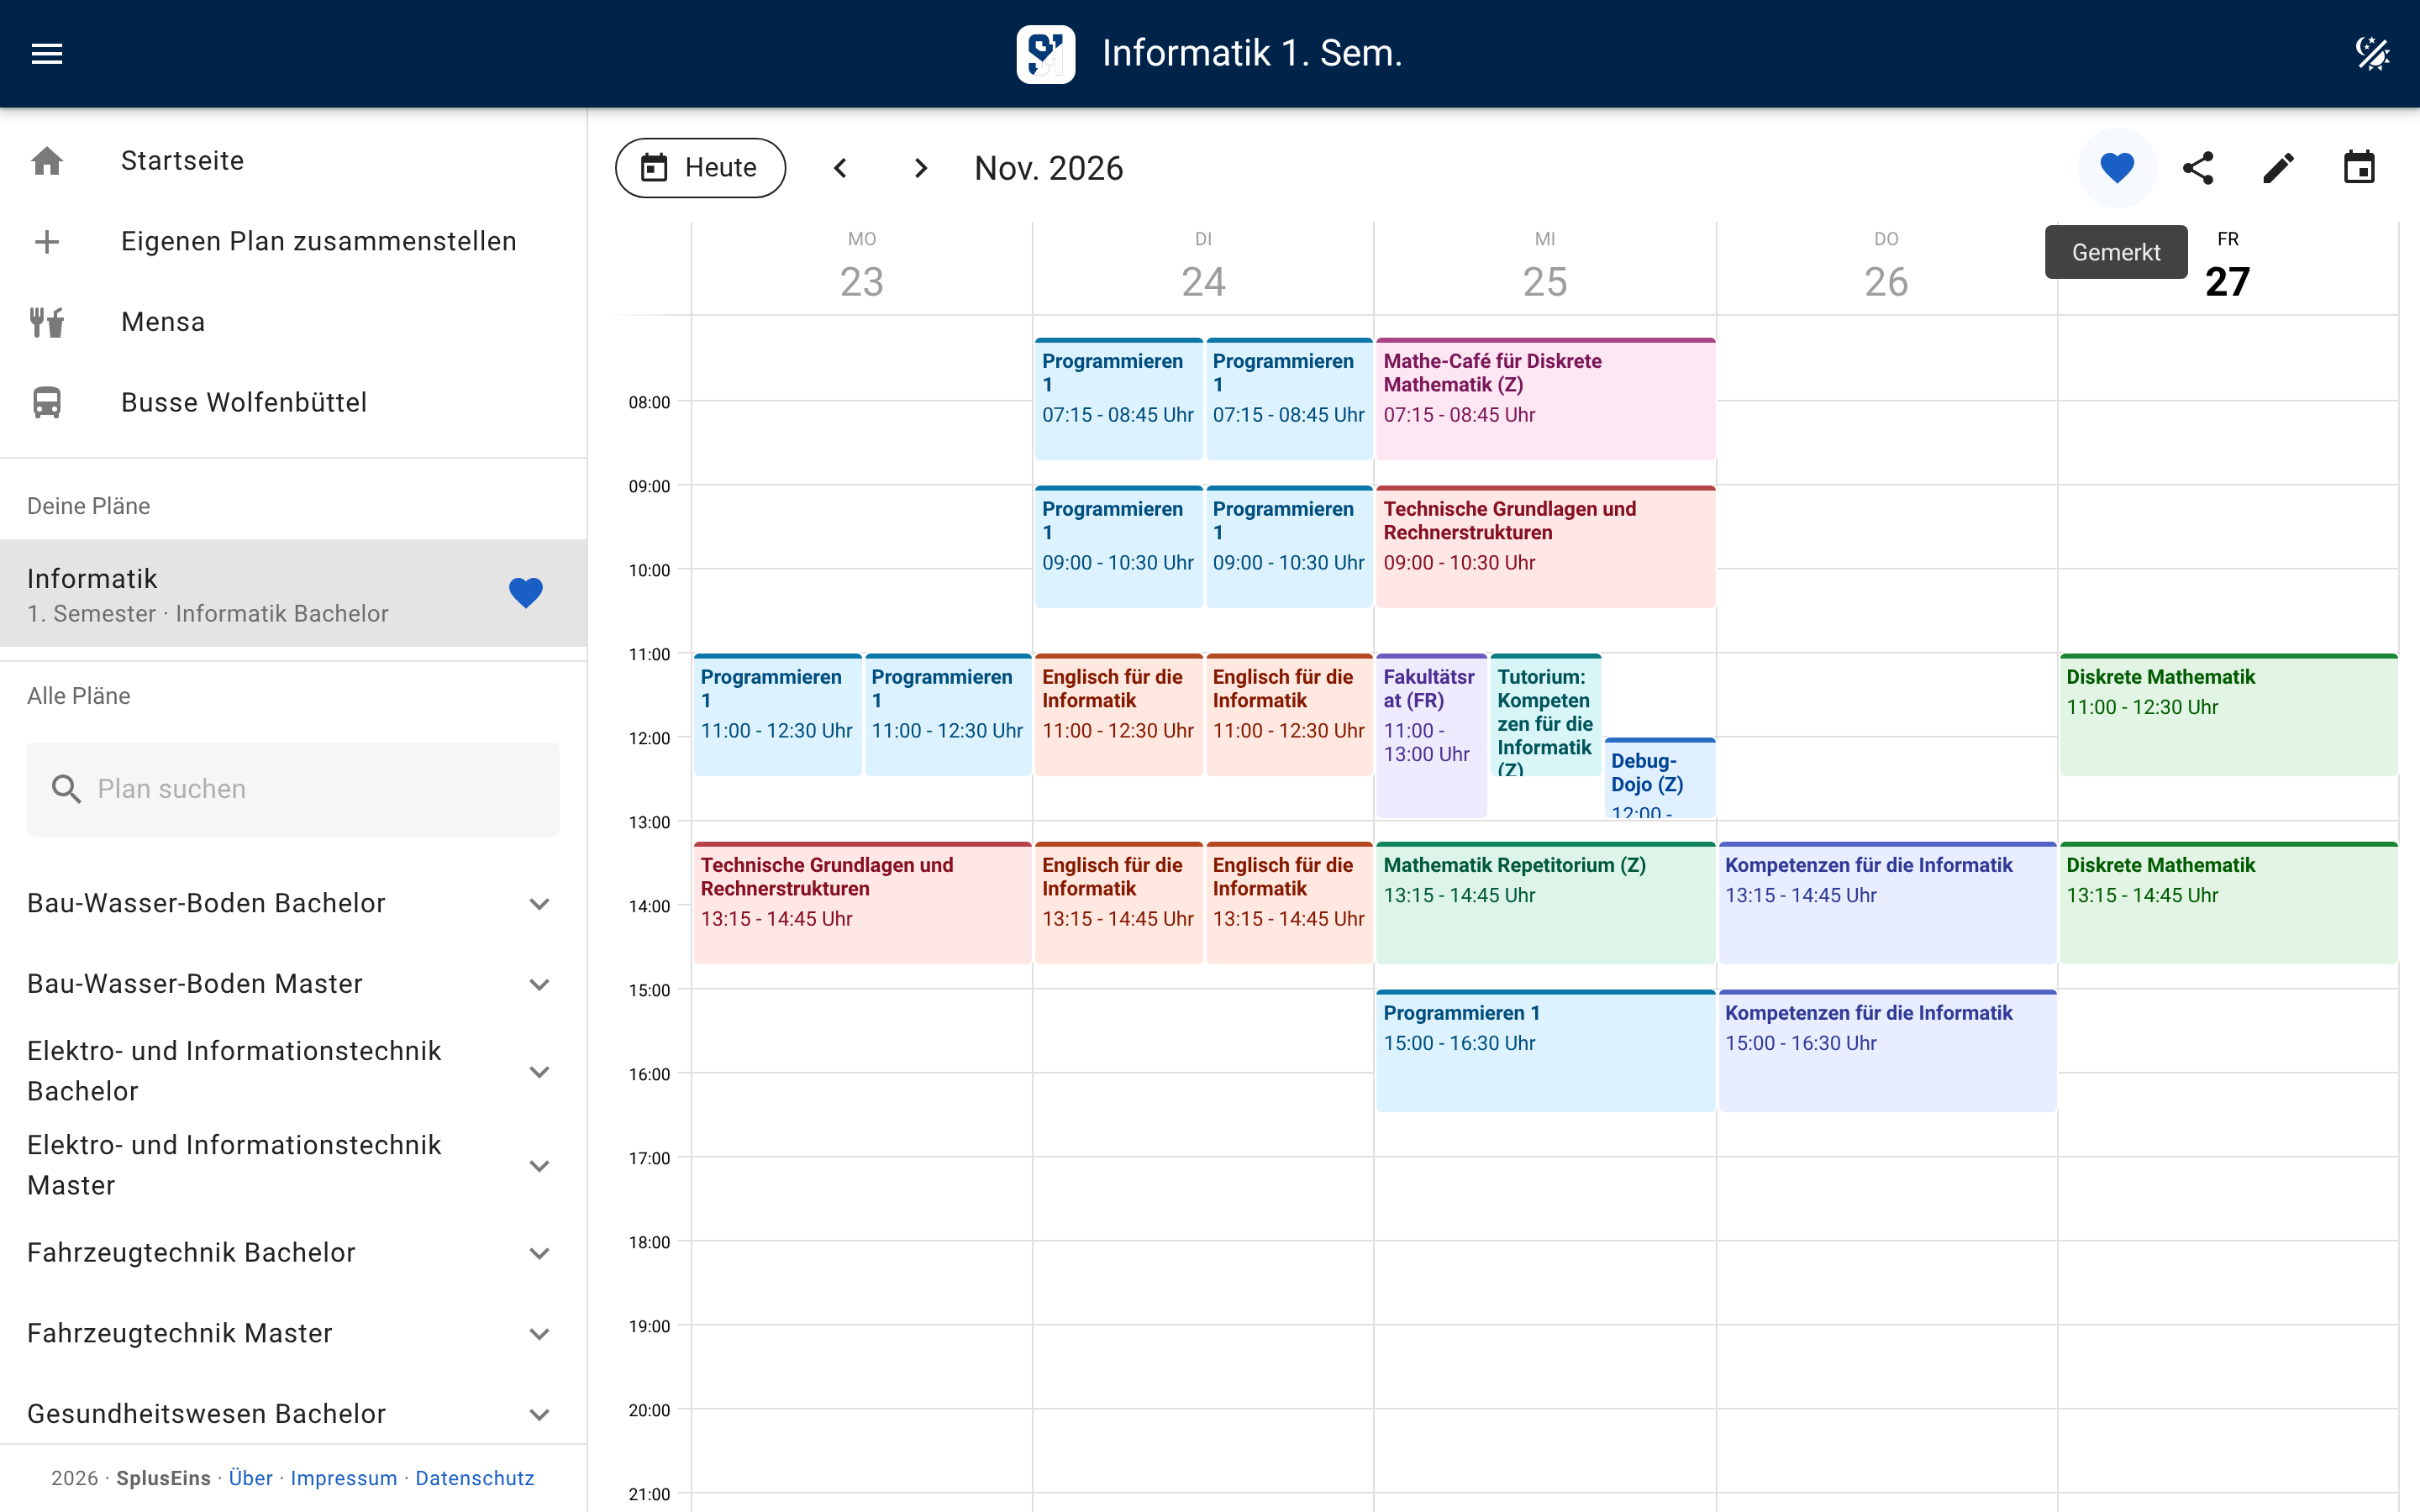 Informatik 1. Sem.
Startseite
Eigenen Plan zusammenstellen
Mensa
Busse Wolfenbüttel
Deine Pläne
Informatik
1. Semester · Informatik Bachelor
Alle Pläne
Plan suchen
Bau-Wasser-Boden Bachelor
Bau-Wasser-Boden Master
Elektro- und Informationstechnik
Bachelor
Elektro- und Informationstechnik
Master
Fahrzeugtechnik Bachelor
Fahrzeugtechnik Master
Gesundheitswesen Bachelor
2026 · SplusEins · Über · Impressum · Datenschutz
Heute
Nov. 2026
Gemerkt
MO
23
DI
24
MI
25
DO
26
FR
27
08:00
09:00
10:00
11:00
12:00
13:00
14:00
15:00
16:00
17:00
18:00
19:00
20:00
21:00
Programmieren
1
11:00 - 12:30 Uhr
Programmieren
1
11:00 - 12:30 Uhr
Technische Grundlagen und
Rechnerstrukturen
13:15 - 14:45 Uhr
Programmieren
1
07:15 - 08:45 Uhr
Programmieren
1
07:15 - 08:45 Uhr
Programmieren
1
09:00 - 10:30 Uhr
Programmieren
1
09:00 - 10:30 Uhr
Englisch für die
Informatik
11:00 - 12:30 Uhr
Englisch für die
Informatik
11:00 - 12:30 Uhr
Englisch für die
Informatik
13:15 - 14:45 Uhr
Englisch für die
Informatik
13:15 - 14:45 Uhr
Mathe-Café für Diskrete
Mathematik (Z)
07:15 - 08:45 Uhr
Technische Grundlagen und
Rechnerstrukturen
09:00 - 10:30 Uhr
Fakultätsr
at (FR)
11:00 -
13:00 Uhr
Tutorium:
Kompeten
zen für die
Informatik
(Z)
Debug-
Dojo (Z)
12:00 -
Mathematik Repetitorium (Z)
13:15 - 14:45 Uhr
Programmieren 1
15:00 - 16:30 Uhr
Kompetenzen für die Informatik
13:15 - 14:45 Uhr
Kompetenzen für die Informatik
15:00 - 16:30 Uhr
Diskrete Mathematik
11:00 - 12:30 Uhr
Diskrete Mathematik
13:15 - 14:45 Uhr